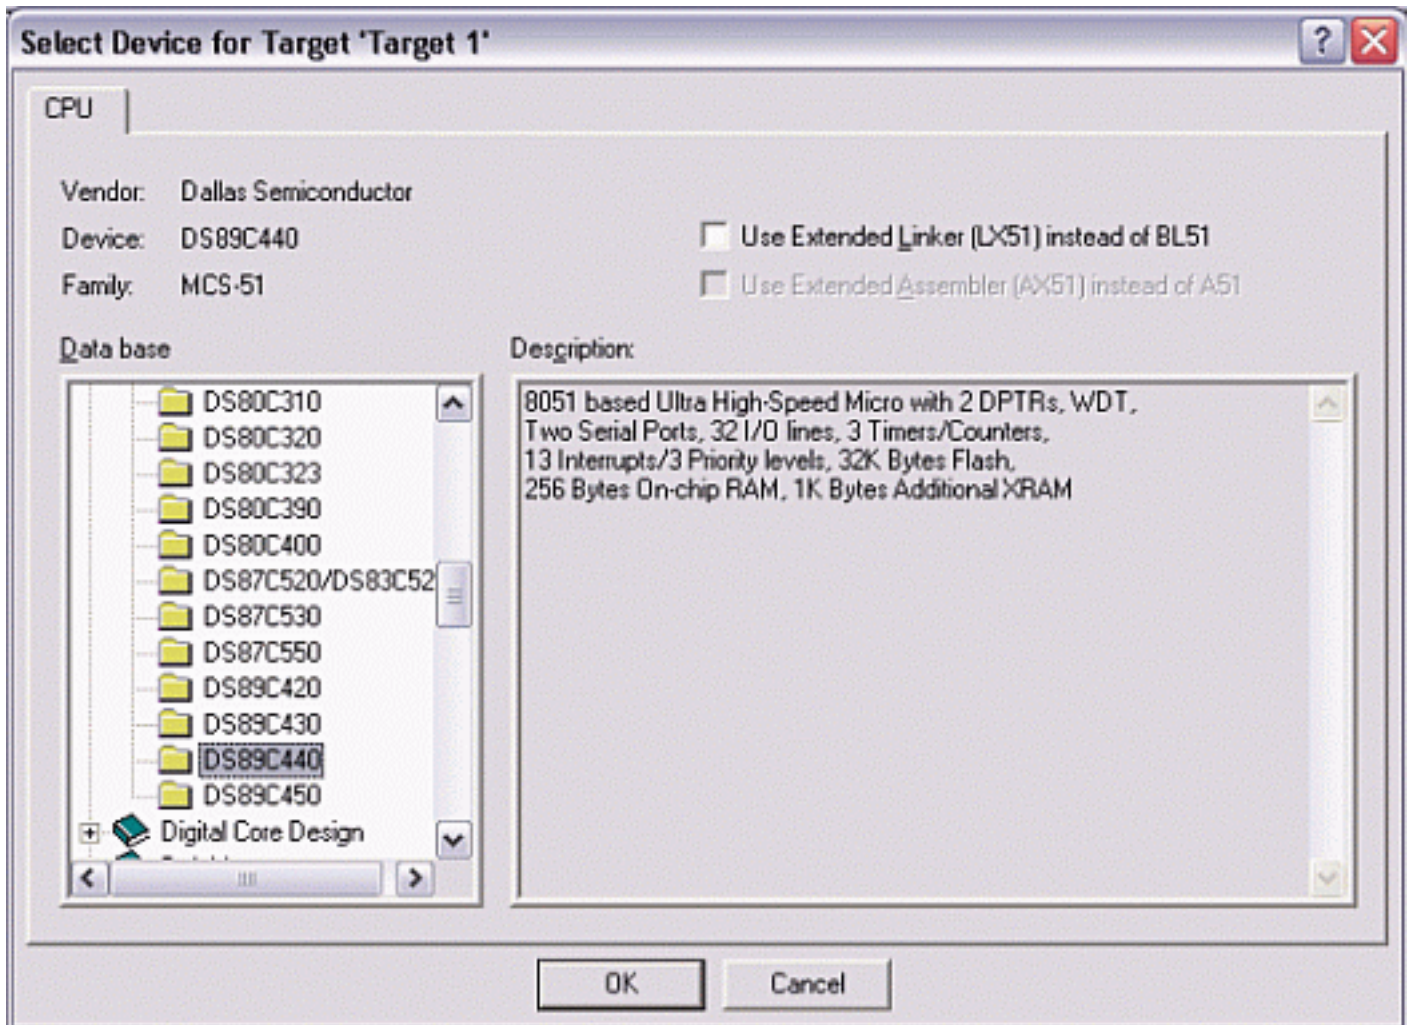 Select Device for Target 'Target 1'
CPU
Vendor: Dallas Semiconductor
Device: DS89C440
Family: MCS-51
Use Extended Linker (LX51) instead of BL51
Use Extended Assembler (AX51) instead of A51
Data base
DS80C310
DS80C320
DS80C323
DS80C390
DS80C400
DS87C520/DS83C52
DS87C530
DS87C550
DS89C420
DS89C430
DS89C440
DS89C450
Digital Core Design
Description:
8051 based Ultra High-Speed Micro with 2 DPTRs, WDT,
Two Serial Ports, 32 I/O lines, 3 Timers/Counters,
13 Interrupts/3 Priority levels, 32K Bytes Flash,
256 Bytes On-chip RAM, 1K Bytes Additional XRAM
OK
Cancel